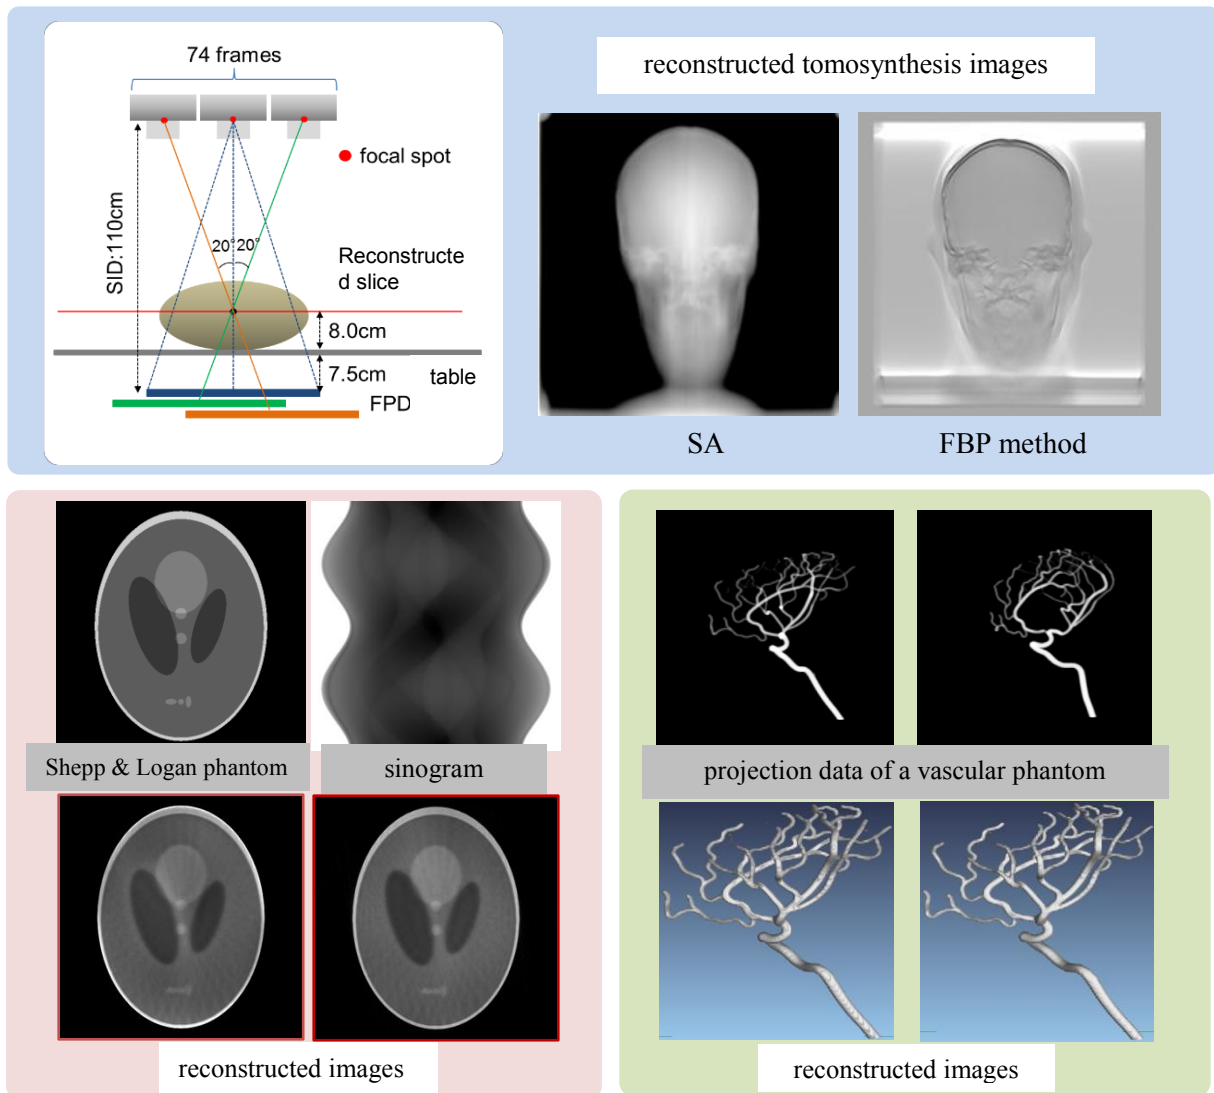 74 frames
reconstructed tomosynthesis images
focal spot
SID:110cm
20° 20°
Reconstructe
d slice
8.0cm
7.5cm
table
FPD
SA
FBP method
Shepp & Logan phantom
sinogram
projection data of a vascular phantom
reconstructed images
reconstructed images